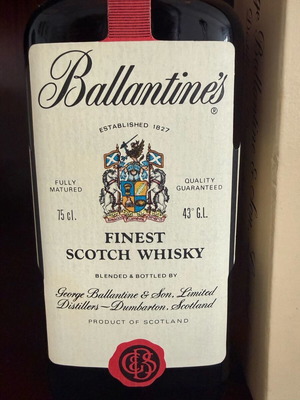 Ballantine's
®
ESTABLISHED 1827
FULLY MATURED
QUALITY GUARANTEED
75 cl.
43° G.L.
FINEST
SCOTCH WHISKY
BLENDED & BOTTLED BY
George Ballantine & Son, Limited
Distillers—Dumbarton, Scotland
PRODUCT OF SCOTLAND